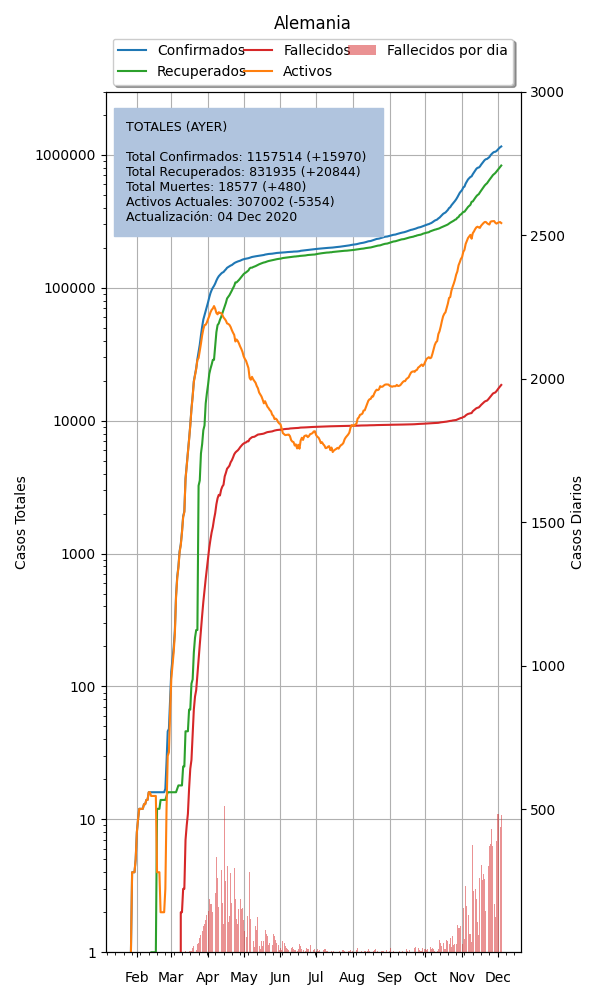 Alemania
Confirmados
Recuperados
Fallecidos
Activos
Fallecidos por dia
TOTALES (AYER)
Total Confirmados: 1157514 (+15970)
Total Recuperados: 831935 (+20844)
Total Muertes: 18577 (+480)
Activos Actuales: 307002 (-5354)
Actualización: 04 Dec 2020
Casos Totales
1000000
100000
10000
1000
100
10
1
3000
2500
2000
1500
1000
500
Casos Diarios
Feb Mar Apr May Jun Jul Aug Sep Oct Nov Dec